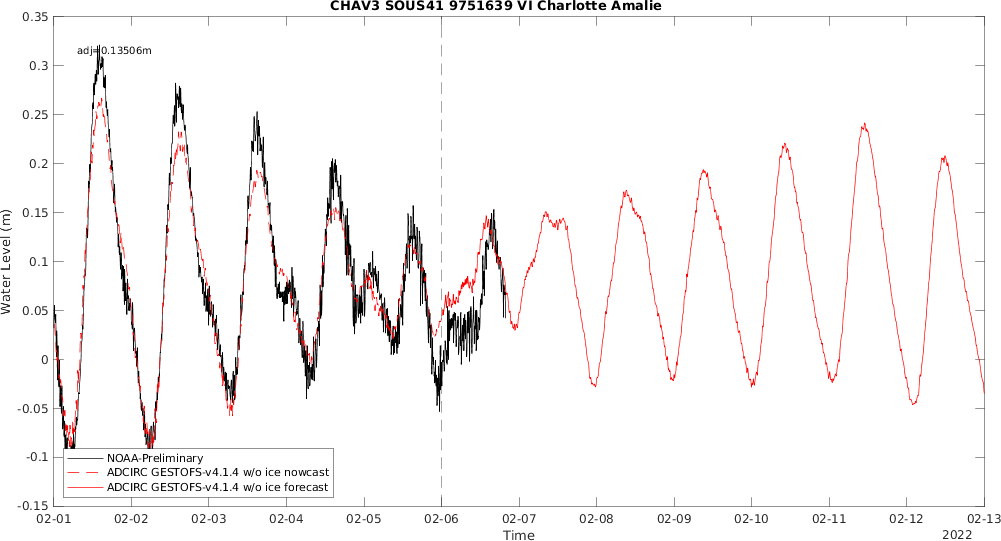 CHAV3 SOUS41 9751639 VI Charlotte Amalie
adj=0.13506m
0.35
0.3
0.25
0.2
0.15
0.1
0.05
0
-0.05
-0.1
-0.15
Water Level (m)
NOAA-Preliminary
ADCIRC GESTOFS-v4.1.4 w/o ice nowcast
ADCIRC GESTOFS-v4.1.4 w/o ice forecast
02-01 02-02 02-03 02-04 02-05 02-06 02-07 02-08 02-09 02-10 02-11 02-12 02-13
Time
2022